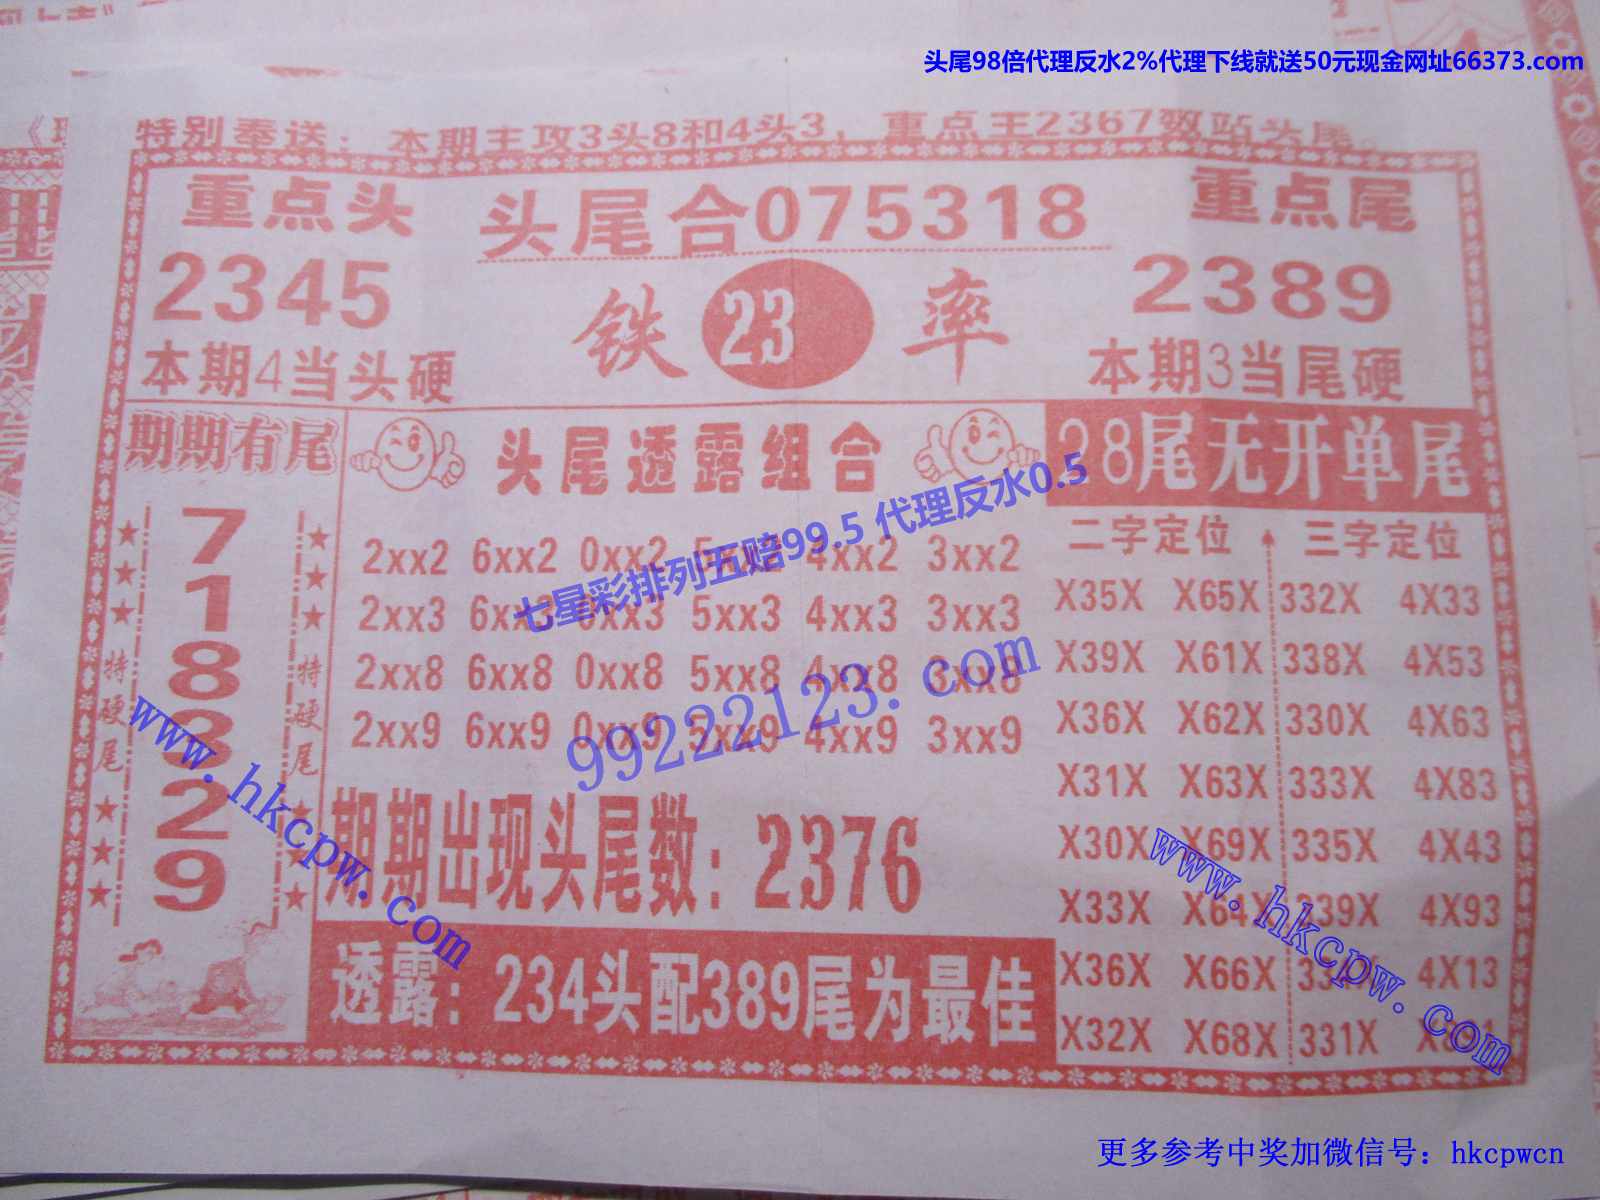 头尾98倍代理反水2%代理下线就送50元现金网址66373.com
特别奉送：本期主攻3头8和4头3，重点王2367数站头尾。
重点头
头尾合075318
重点尾
2345
铁 23 率
2389
本期4当头硬
本期3当尾硬
期期有尾
头尾透露组合
28尾无开单尾
7
1
8
3
2
9
特硬尾
特硬尾
2xx2 6xx2 0xx2 5xx2 4xx2 3xx2
2xx3 6xx3 0xx3 5xx3 4xx3 3xx3
2xx8 6xx8 0xx8 5xx8 4xx8 3xx8
2xx9 6xx9 0xx9 5xx9 4xx9 3xx9
期期出现头尾数：2376
透露：234头配389尾为最佳
二字定位 三字定位
X35X X65X 332X 4X33
X39X X61X 338X 4X53
X36X X62X 330X 4X63
X31X X63X 333X 4X83
X30X X69X 335X 4X43
X33X X64X 339X 4X93
X36X X66X 4X13
X32X X68X 331X
七星彩排列五赔99.5 代理反水0.5
99222123.com
www.hkcpw.com
www.hkcpw.com
更多参考中奖加微信号：hkcpwcn